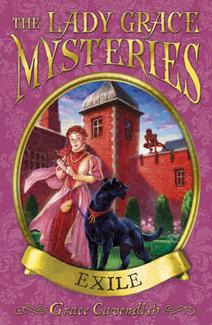 THE LADY GRACE
MYSTERIES
EXILE
Grace Cavendish